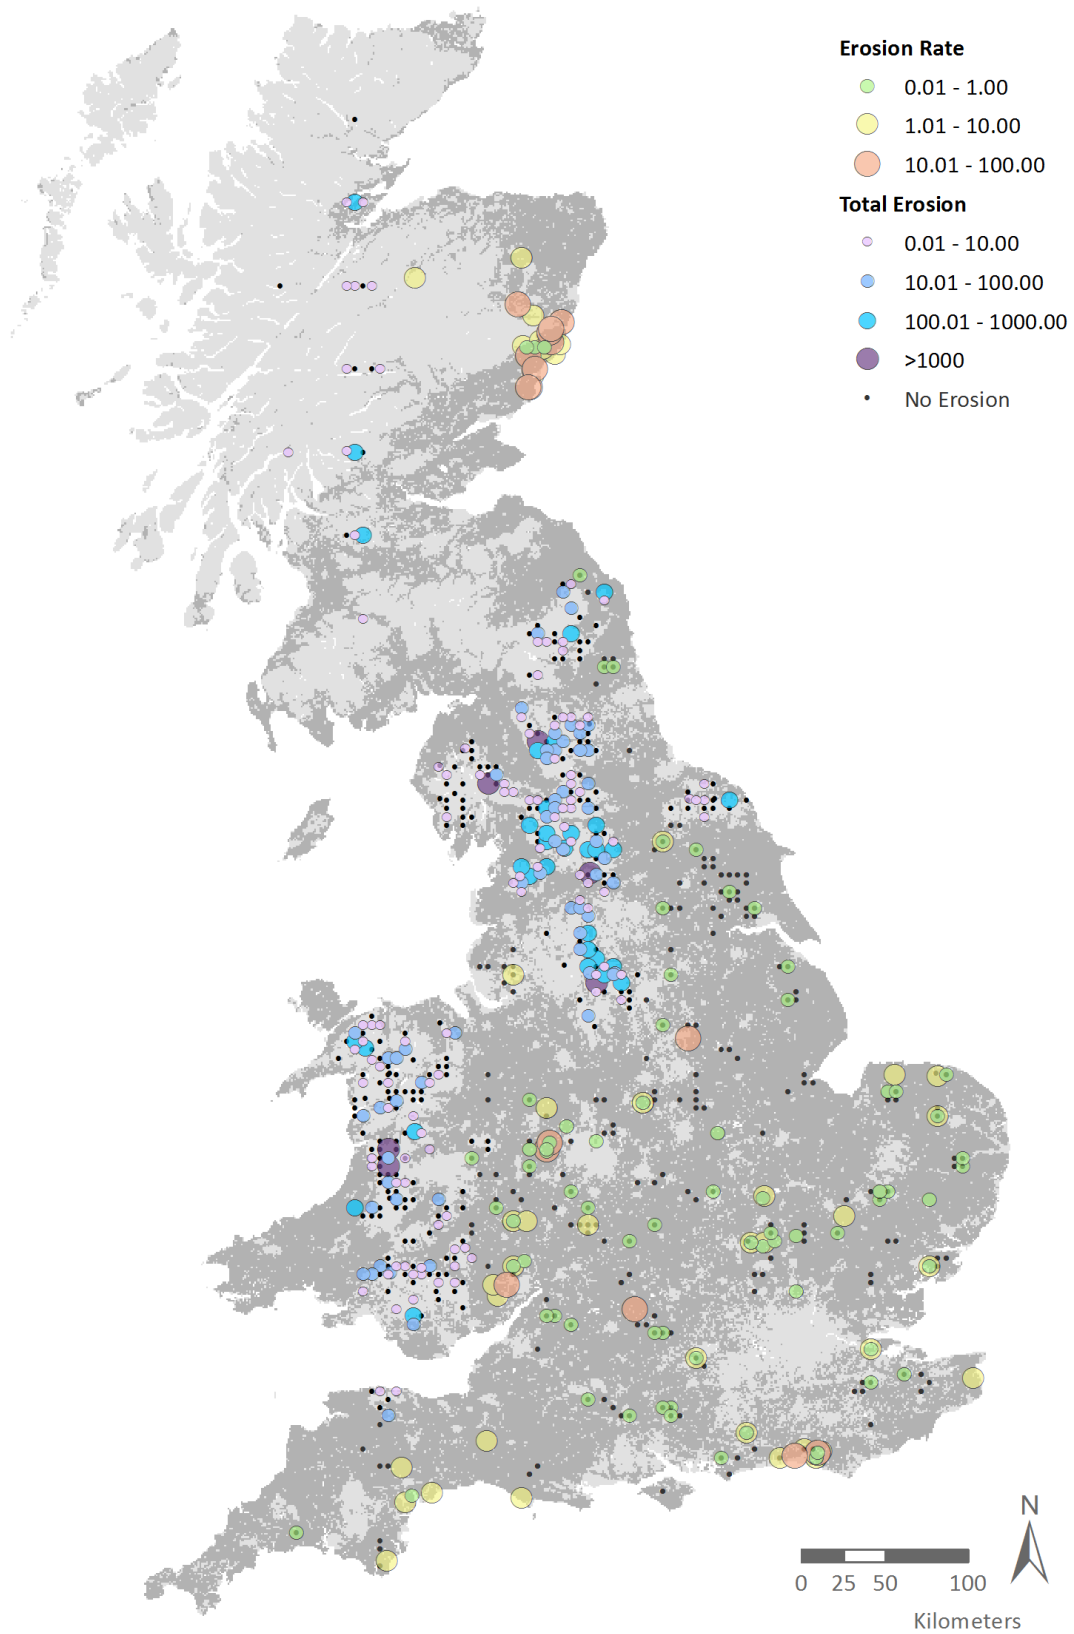 Erosion Rate
0.01 - 1.00
1.01 - 10.00
10.01 - 100.00
Total Erosion
0.01 - 10.00
10.01 - 100.00
100.01 - 1000.00
>1000
No Erosion
N
0 25 50 100
Kilometers